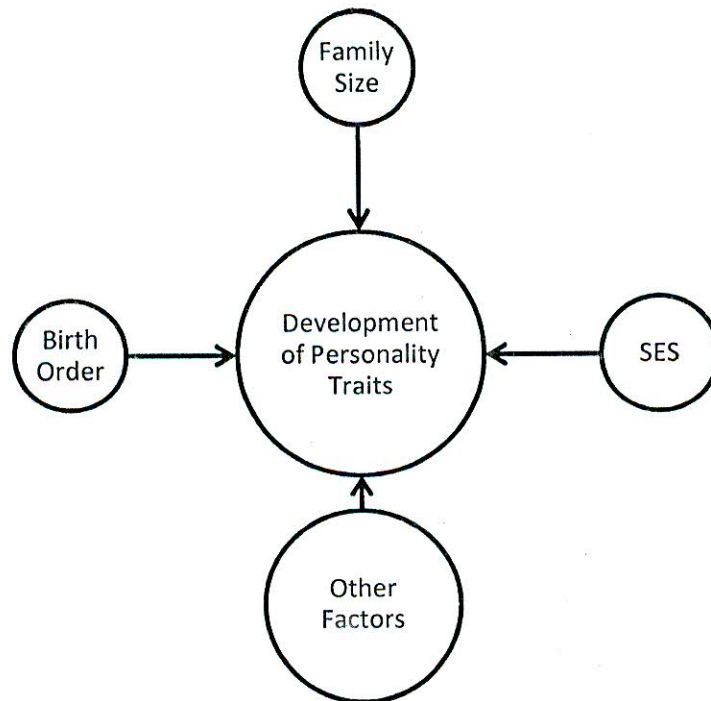 Family
Size
Birth
Order
Development
of Personality
Traits
SES
Other
Factors